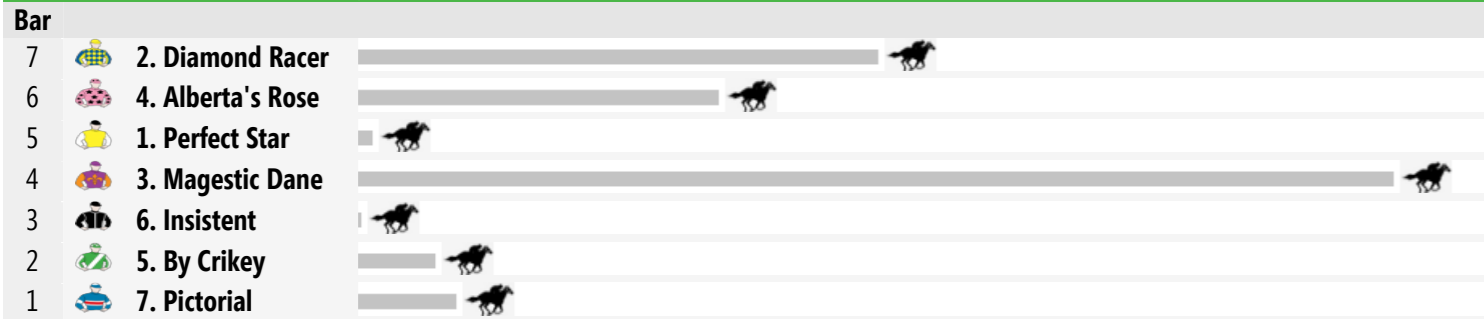 Bar
7 2. Diamond Racer
6 4. Alberta's Rose
5 1. Perfect Star
4 3. Magestic Dane
3 6. Insistent
2 5. By Crikey
1 7. Pictorial